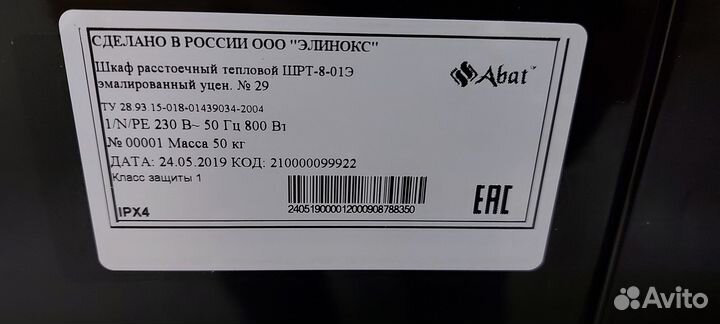 СДЕЛАНО В РОССИИ ООО "ЭЛИНОКС"
Шкаф расстоечный тепловой ШРТ-8-01Э
эмалированный уцен. № 29
Abat
ТУ 28.93.15-018-01439034-2004
1/N/PE 230 В~ 50 Гц 800 Вт
№ 00001 Масса 50 кг
ДАТА: 24.05.2019 КОД: 210000099922
Класс защиты 1
IPX4
240519000012000908788350
EAC
Avito